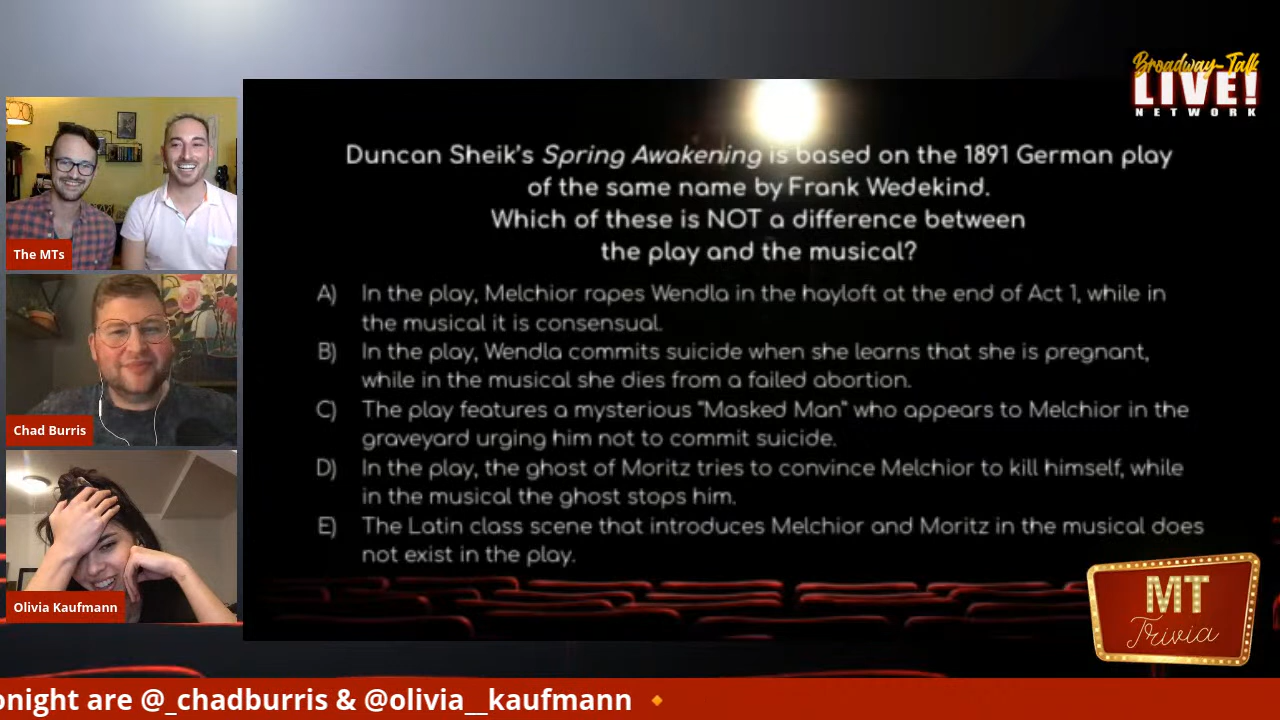 Broadway-Talk
LIVE!
NETWORK
Duncan Sheik's Spring Awakening is based on the 1891 German play
of the same name by Frank Wedekind.
Which of these is NOT a difference between
the play and the musical?
A) In the play, Melchior rapes Wendla in the hayloft at the end of Act 1, while in
the musical it is consensual.
B) In the play, Wendla commits suicide when she learns that she is pregnant,
while in the musical she dies from a failed abortion.
C) The play features a mysterious "Masked Man" who appears to Melchior in the
graveyard urging him not to commit suicide.
D) In the play, the ghost of Moritz tries to convince Melchior to kill himself, while
in the musical the ghost stops him.
E) The Latin class scene that introduces Melchior and Moritz in the musical does
not exist in the play.
The MTs
Chad Burris
Olivia Kaufmann
MT
Trivia
onight are @_chadburris & @olivia__kaufmann